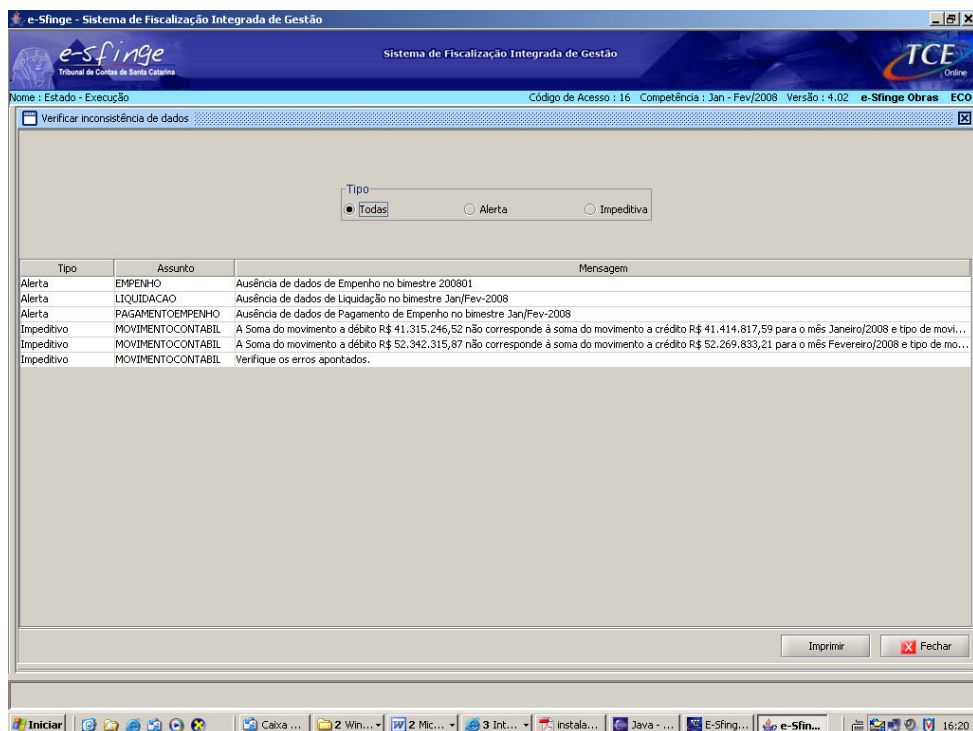 e-Sfinge - Sistema de Fiscalização Integrada de Gestão
e-sfinge
Tribunal de Contas de Santa Catarina
Sistema de Fiscalização Integrada de Gestão
TCE
Online
Nome : Estado - Execução
Código de Acesso : 16 Competência : Jan - Fev/2008 Versão : 4.02 e-Sfinge Obras ECO
Verificar inconsistência de dados
Tipo
Todas Alerta Impeditiva
Tipo Assunto Mensagem
Alerta EMPENHO Ausência de dados de Empenho no bimestre 200801
Alerta LIQUIDACAO Ausência de dados de Liquidação no bimestre Jan/Fev-2008
Alerta PAGAMENTOEMPENHO Ausência de dados de Pagamento de Empenho no bimestre Jan/Fev-2008
Impeditivo MOVIMENTOCONTABIL A Soma do movimento a débito R$ 41.315.246,52 não corresponde à soma do movimento a crédito R$ 41.414.817,59 para o mês Janeiro/2008 e tipo de movi...
Impeditivo MOVIMENTOCONTABIL A Soma do movimento a débito R$ 52.342.315,87 não corresponde à soma do movimento a crédito R$ 52.269.833,21 para o mês Fevereiro/2008 e tipo de mo...
Impeditivo MOVIMENTOCONTABIL Verifique os erros apontados.
Imprimir Fechar
Iniciar Caixa ... 2 Win... 2 Mic... 3 Int... instala... Java - ... E-Sfing... e-Sfin... 16:20